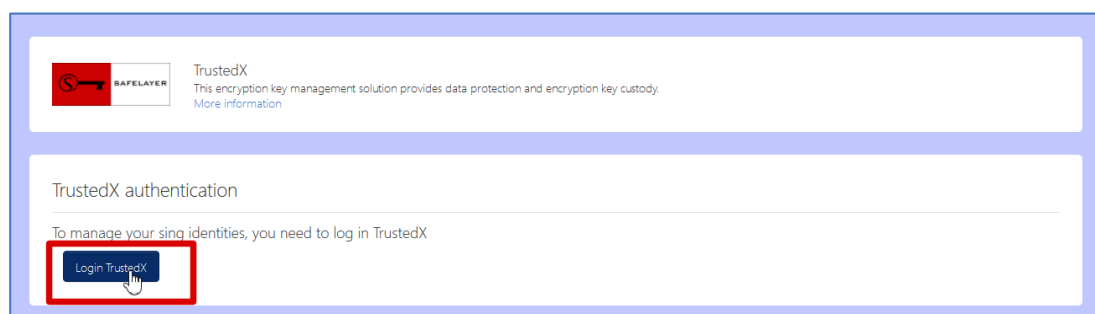 SAFELAYER
TrustedX
This encryption key management solution provides data protection and encryption key custody.
More information
TrustedX authentication
To manage your sing identities, you need to log in TrustedX
Login TrustedX